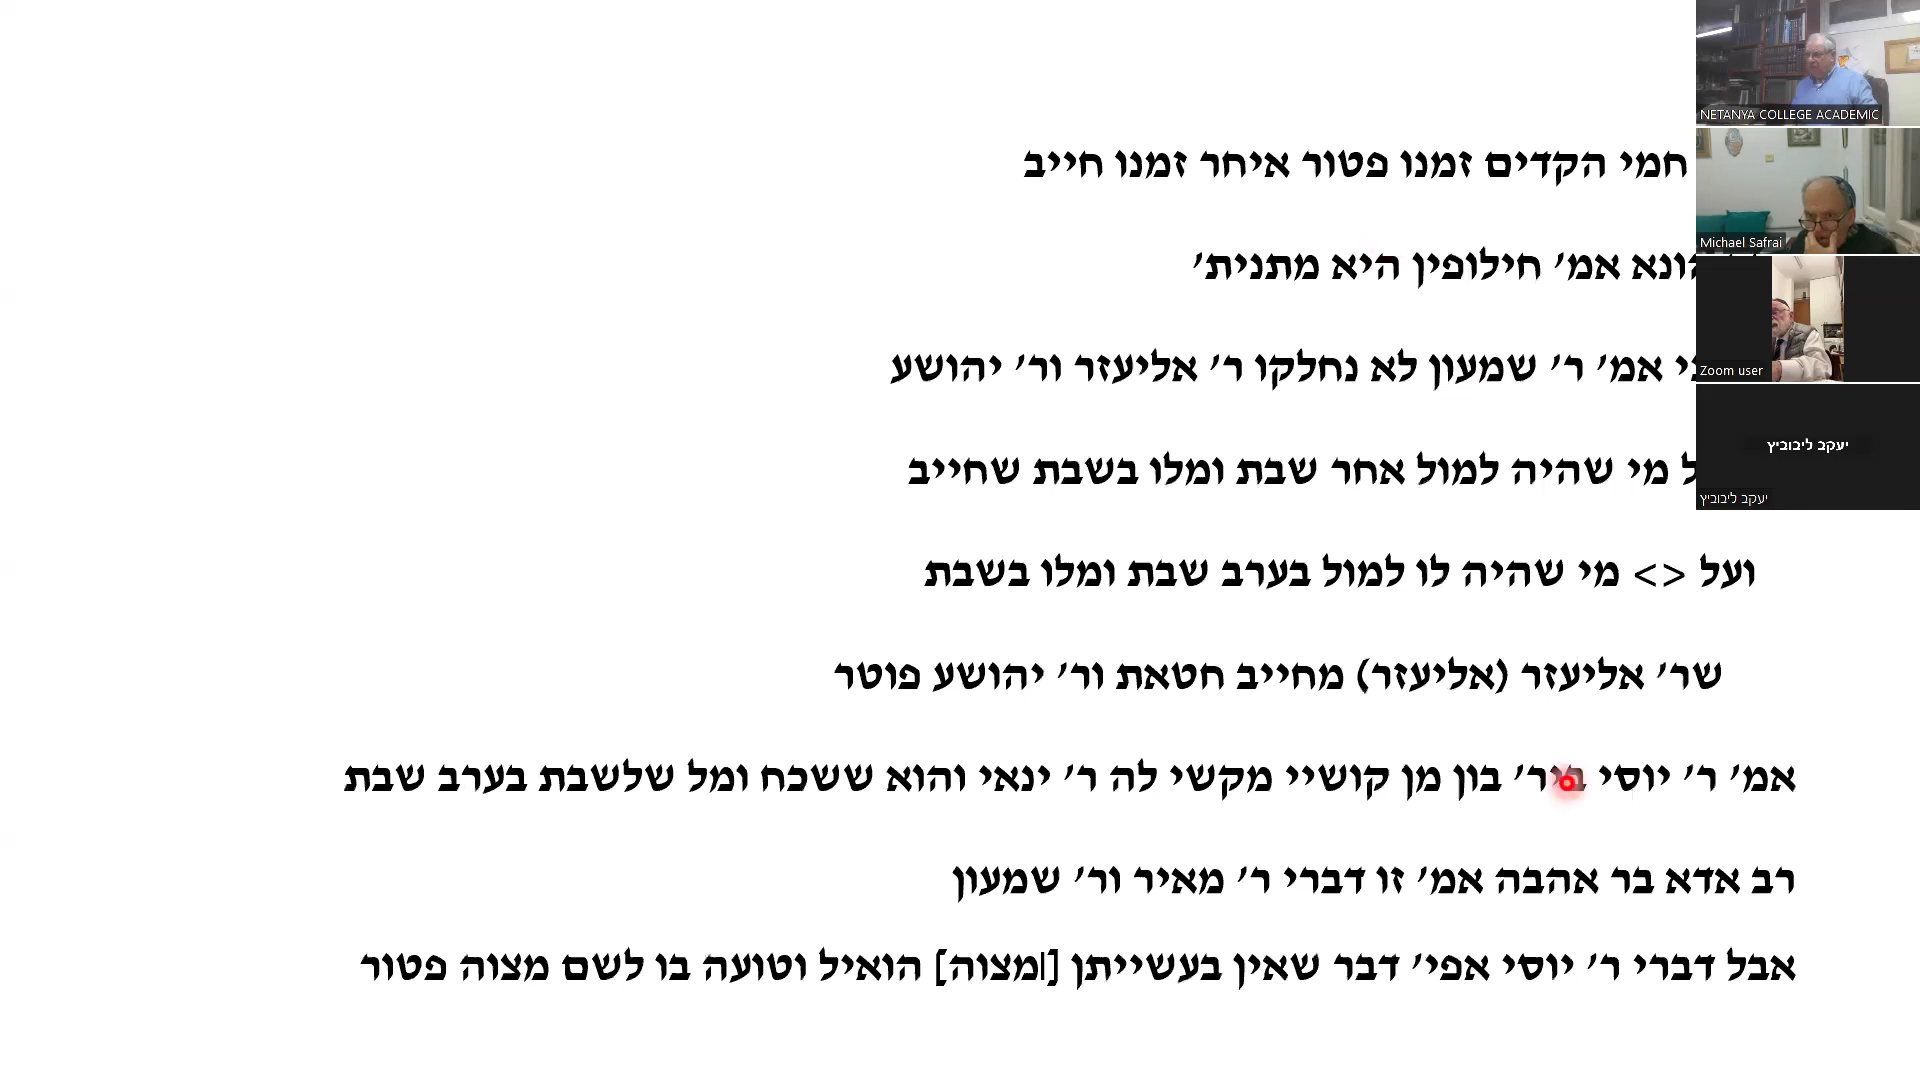 חמי הקדים זמנו פטור איחר זמנו חייב
אמ׳ חילופין היא מתנית׳
אמ׳ ר׳ שמעון לא נחלקו ר׳ אליעזר ור׳ יהושע
מי שהיה למול אחר שבת ומלו בשבת שחייב
ועל <> מי שהיה לו למול בערב שבת ומלו בשבת
שר׳ אליעזר (אליעזר) מחייב חטאת ור׳ יהושע פוטר
אמ׳ ר׳ יוסי ביר׳ בון מן קושיי מקשי לה ר׳ ינאי והוא ששכח ומל שלשבת בערב שבת
רב אדא בר אהבה אמ׳ זו דברי ר׳ מאיר ור׳ שמעון
אבל דברי ר׳ יוסי אפי׳ דבר שאין בעשייתן [|מצוה] הואיל וטועה בו לשם מצוה פטור
NETANYA COLLEGE ACADEMIC
Michael Safrai
Zoom user
יעקב ליבוביץ
יעקב ליבוביץ